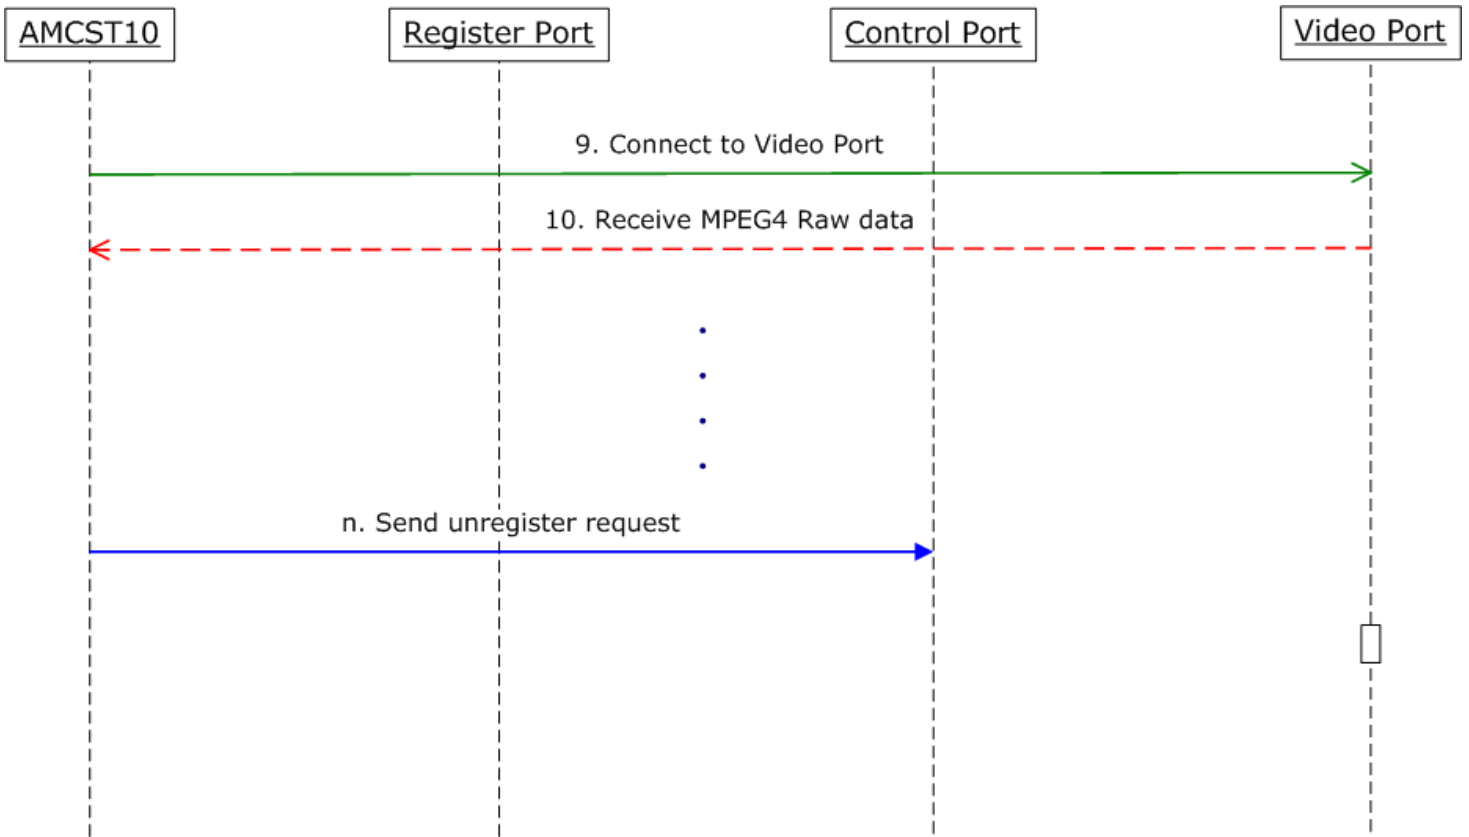 AMCST10
Register Port
Control Port
Video Port
9. Connect to Video Port
10. Receive MPEG4 Raw data
n. Send unregister request